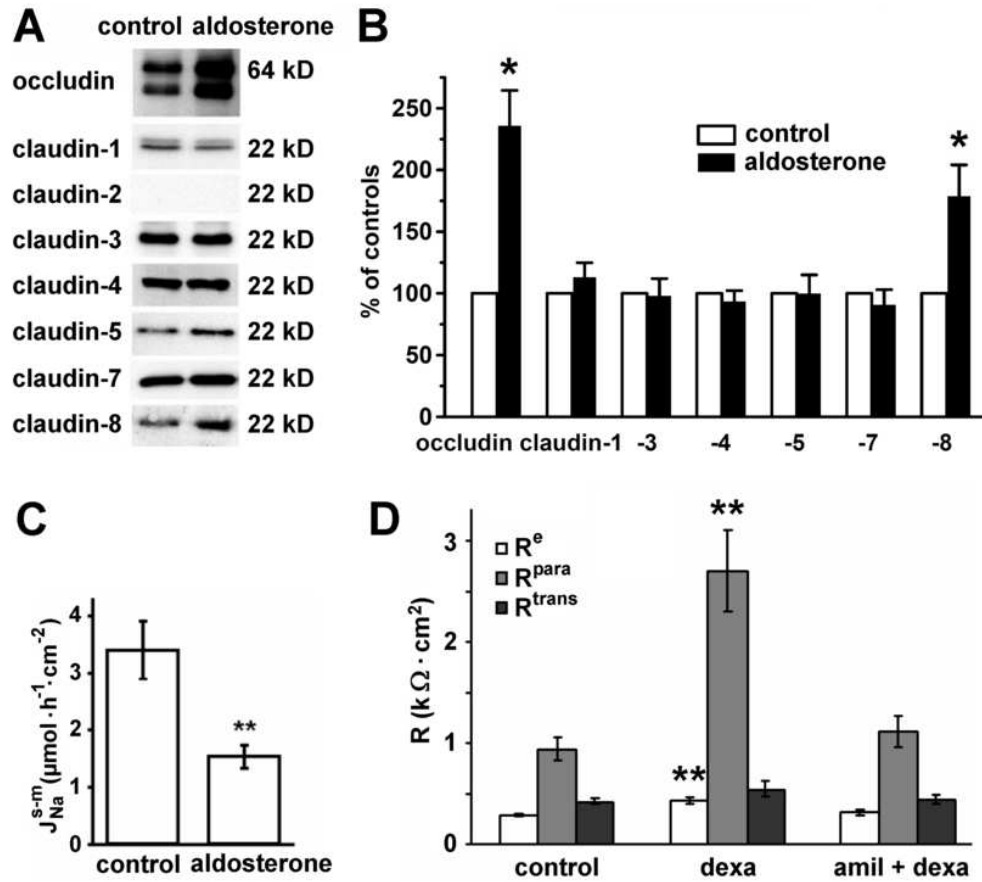 A
control aldosterone
occludin 64 kD
claudin-1 22 kD
claudin-2 22 kD
claudin-3 22 kD
claudin-4 22 kD
claudin-5 22 kD
claudin-7 22 kD
claudin-8 22 kD
B
% of controls
250
200
150
100
50
0
*
*
control
aldosterone
occludin claudin-1 -3 -4 -5 -7 -8
C
J Na s-m (µmol · h-1 · cm-2)
4
3
2
1
0
**
control aldosterone
D
R (k Ω · cm²)
3
2
1
0
R^e
R^para
R^trans
**
**
control dexa amil + dexa